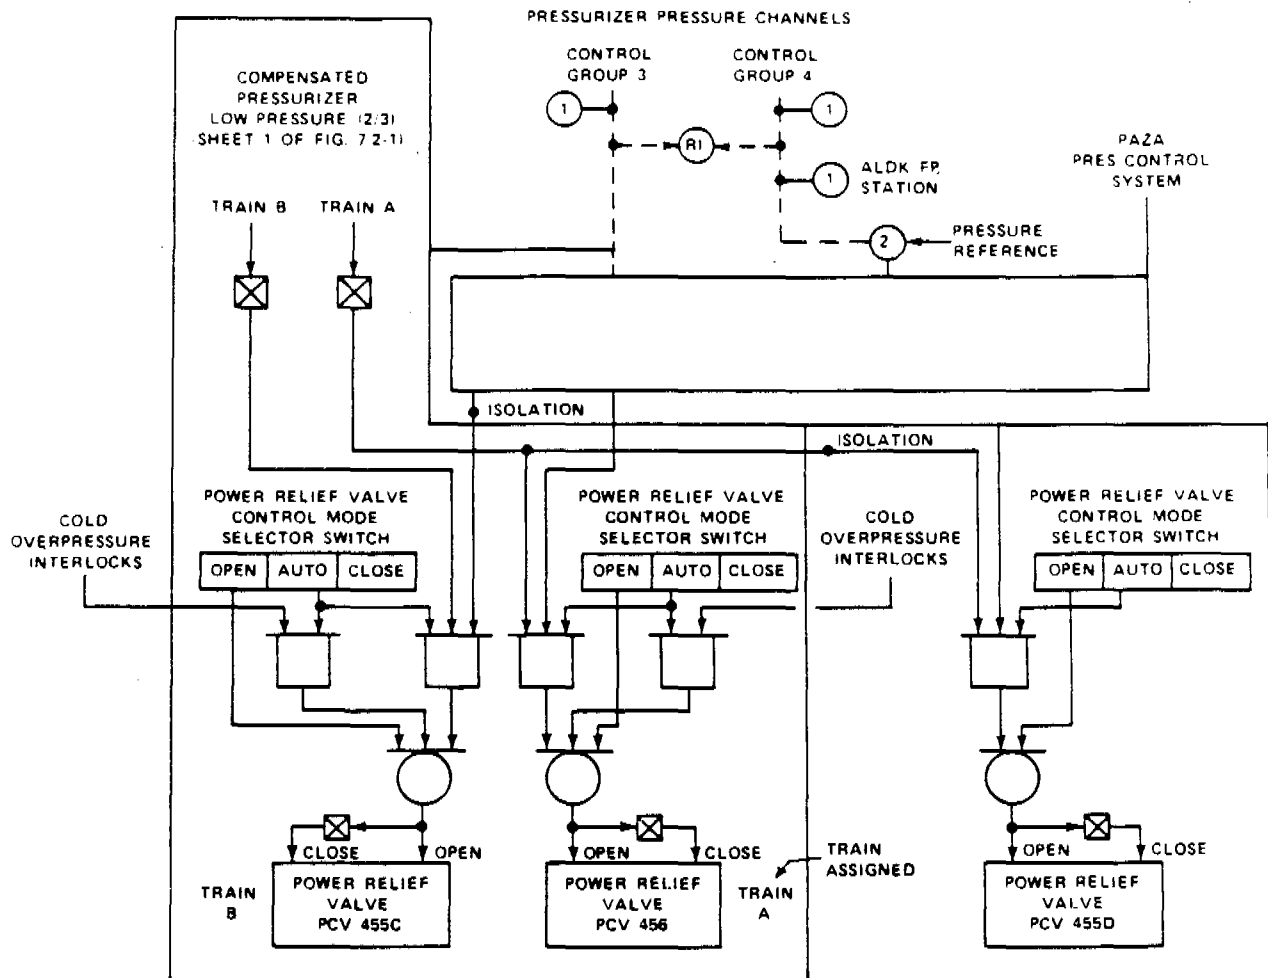 PRESSURIZER PRESSURE CHANNELS
CONTROL
GROUP 3
CONTROL
GROUP 4
COMPENSATED
PRESSURIZER
LOW PRESSURE (2/3)
SHEET 1 OF FIG. 7.2-1)
1
1
R1
PAZA
PRES CONTROL
SYSTEM
1
ALDK FP.
STATION
TRAIN B
TRAIN A
2
PRESSURE
REFERENCE
ISOLATION
ISOLATION
COLD
OVERPRESSURE
INTERLOCKS
POWER RELIEF VALVE
CONTROL MODE
SELECTOR SWITCH
OPEN
AUTO
CLOSE
POWER RELIEF VALVE
CONTROL MODE
SELECTOR SWITCH
OPEN
AUTO
CLOSE
COLD
OVERPRESSURE
INTERLOCKS
POWER RELIEF VALVE
CONTROL MODE
SELECTOR SWITCH
OPEN
AUTO
CLOSE
CLOSE
OPEN
OPEN
CLOSE
TRAIN
ASSIGNED
OPEN
CLOSE
TRAIN
B
POWER RELIEF
VALVE
PCV 455C
POWER RELIEF
VALVE
PCV 456
TRAIN
A
POWER RELIEF
VALVE
PCV 455D